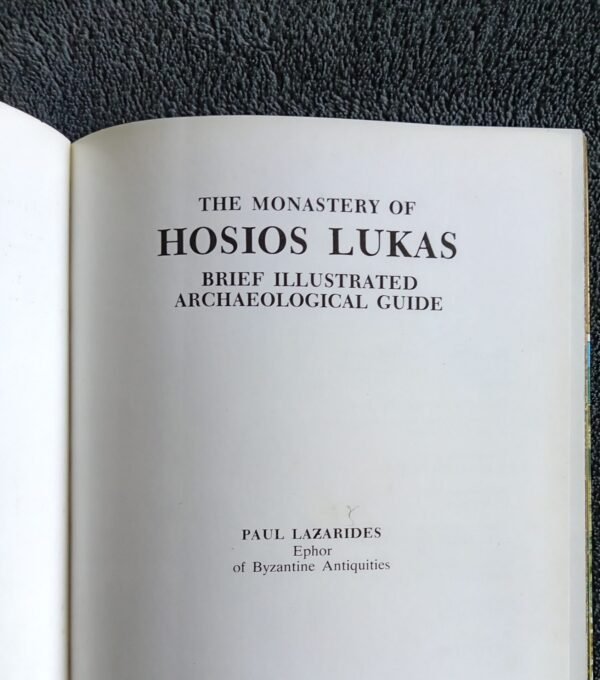 THE MONASTERY OF
HOSIOS LUKAS
BRIEF ILLUSTRATED
ARCHAEOLOGICAL GUIDE
PAUL LAZARIDES
Ephor
of Byzantine Antiquities